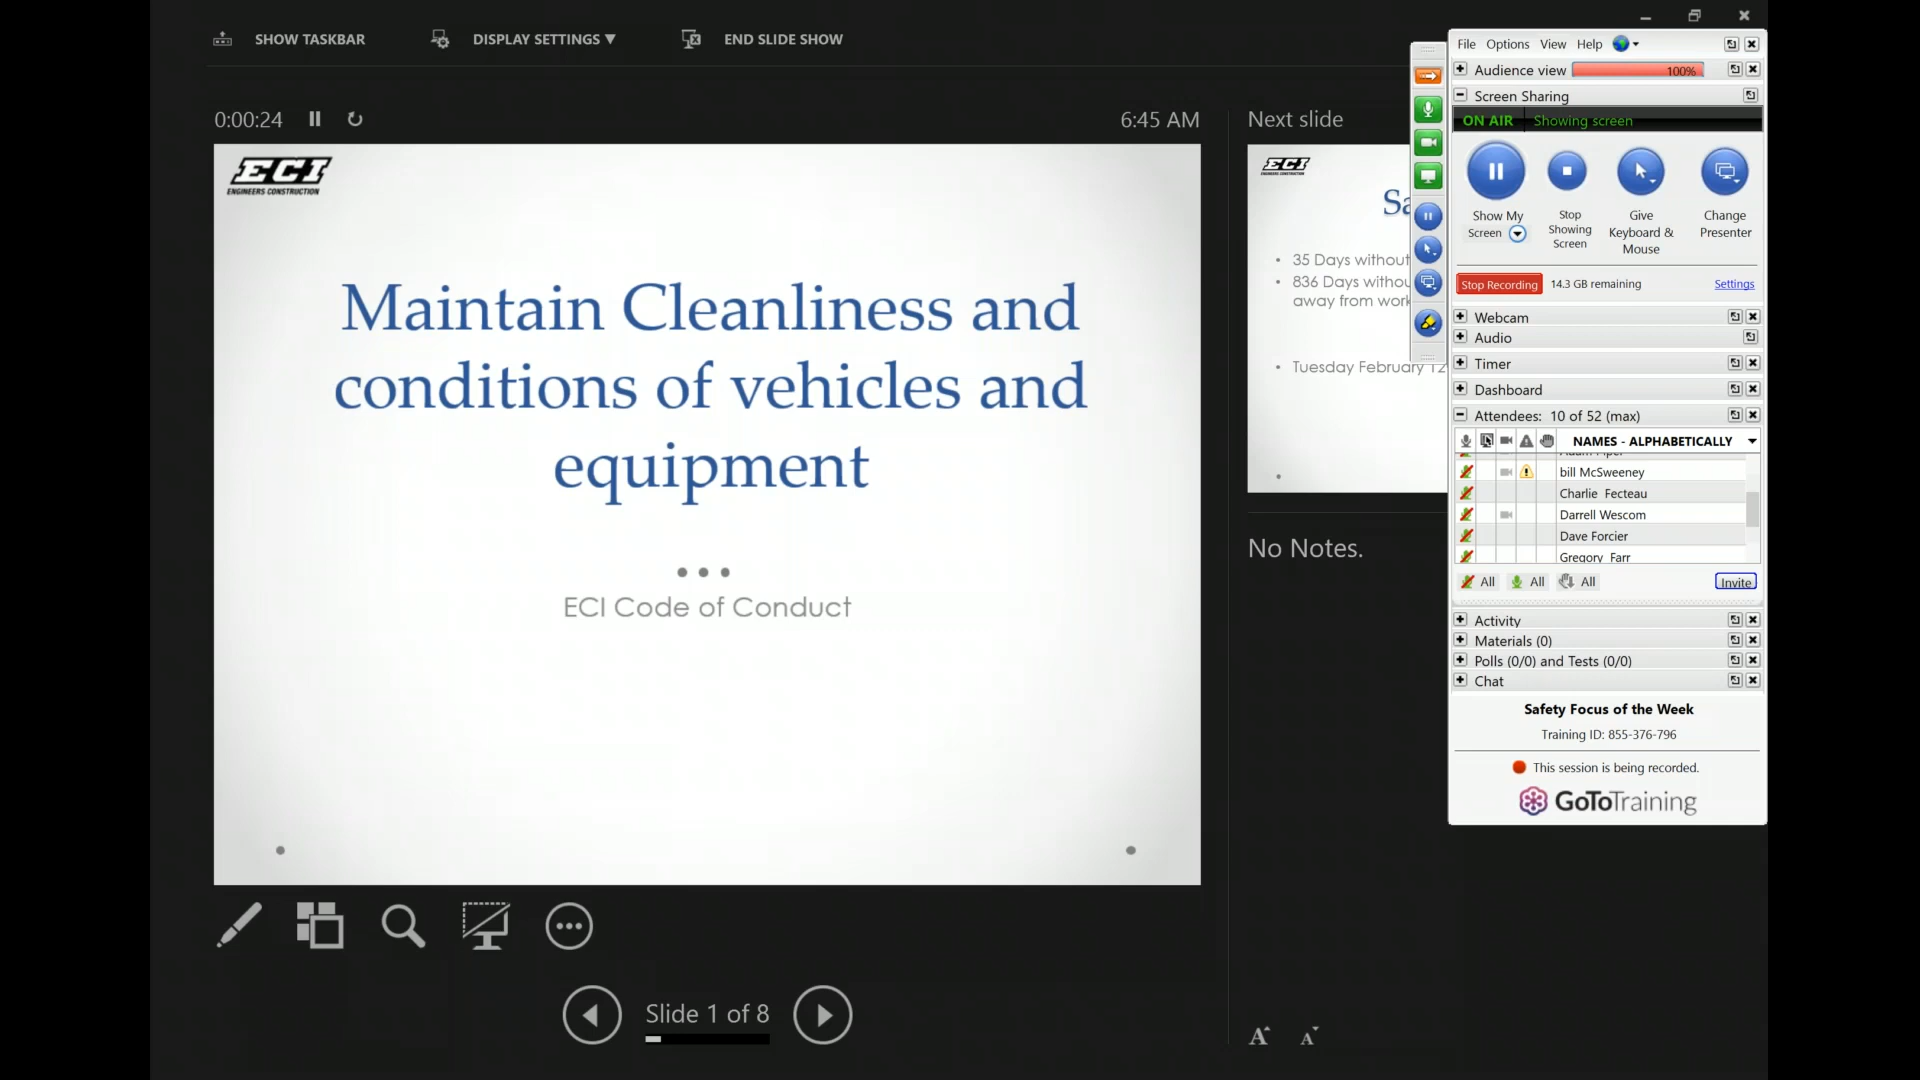 SHOW TASKBAR
DISPLAY SETTINGS ▼
END SLIDE SHOW
0:00:24
6:45 AM
ECI
ENGINEERS CONSTRUCTION
Maintain Cleanliness and
conditions of vehicles and
equipment
ECI Code of Conduct
Slide 1 of 8
Next slide
ECI
ENGINEERS CONSTRUCTION
• 35 Days without
• 836 Days
away from work
• Tuesday February 12
No Notes.
A
A
File Options View Help
Audience view 100%
Screen Sharing
ON AIR Showing screen
Show My
Screen
Stop
Showing
Screen
Give
Keyboard &
Mouse
Change
Presenter
Stop Recording 14.3 GB remaining Settings
Webcam
Audio
Timer
Dashboard
Attendees: 10 of 52 (max)
NAMES - ALPHABETICALLY
bill McSweeney
Charlie Fecteau
Darrell Wescom
Dave Forcier
Gregory Farr
All All All Invite
Activity
Materials (0)
Polls (0/0) and Tests (0/0)
Chat
Safety Focus of the Week
Training ID: 855-376-796
This session is being recorded.
GoToTraining